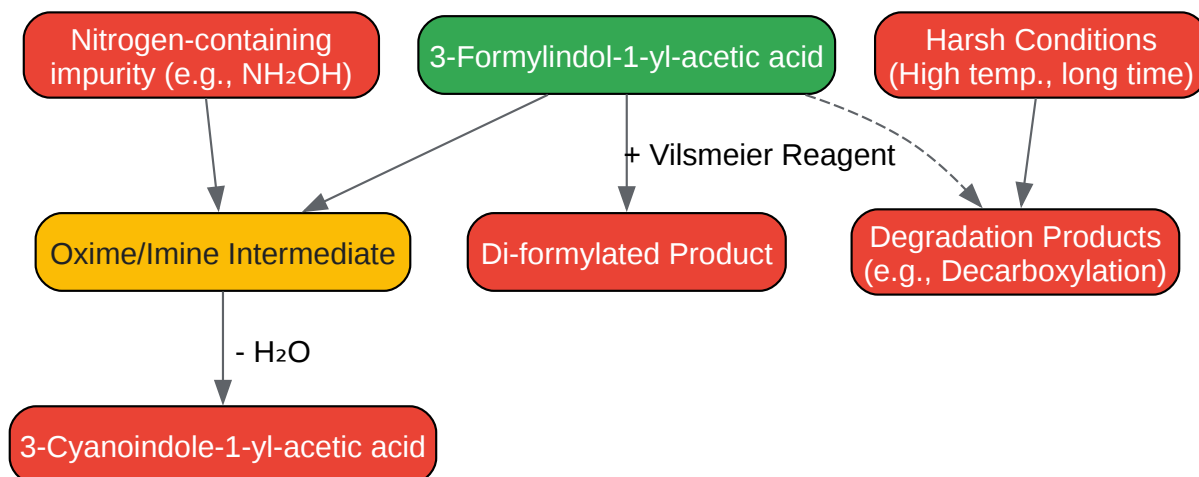 Nitrogen-containing
impurity (e.g., NH₂OH)
3-Formylindol-1-yl-acetic acid
Harsh Conditions
(High temp., long time)
+ Vilsmeier Reagent
Oxime/Imine Intermediate
Di-formylated Product
Degradation Products
(e.g., Decarboxylation)
- H₂O
3-Cyanoindole-1-yl-acetic acid